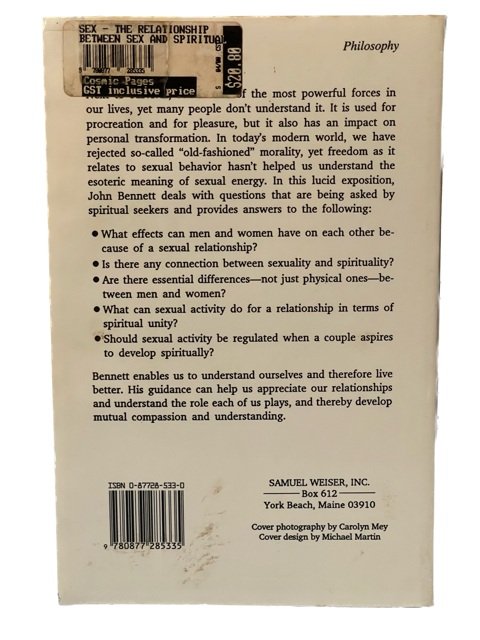 SEX - THE RELATIONSHIP
BETWEEN SEX AND SPIRITUAL
9 780877 285335
$20.80
Cosmic Pages
GST inclusive price
Philosophy
of the most powerful forces in
our lives, yet many people don't understand it. It is used for
procreation and for pleasure, but it also has an impact on
personal transformation. In today's modern world, we have
rejected so-called "old-fashioned" morality, yet freedom as it
relates to sexual behavior hasn't helped us understand the
esoteric meaning of sexual energy. In this lucid exposition,
John Bennett deals with questions that are being asked by
spiritual seekers and provides answers to the following:
● What effects can men and women have on each other be-
cause of a sexual relationship?
● Is there any connection between sexuality and spirituality?
● Are there essential differences—not just physical ones—be-
tween men and women?
● What can sexual activity do for a relationship in terms of
spiritual unity?
● Should sexual activity be regulated when a couple aspires
to develop spiritually?
Bennett enables us to understand ourselves and therefore live
better. His guidance can help us appreciate our relationships
and understand the role each of us plays, and thereby develop
mutual compassion and understanding.
ISBN 0-87728-533-0
9 780877 285335
SAMUEL WEISER, INC.
Box 612
York Beach, Maine 03910
Cover photography by Carolyn Mey
Cover design by Michael Martin